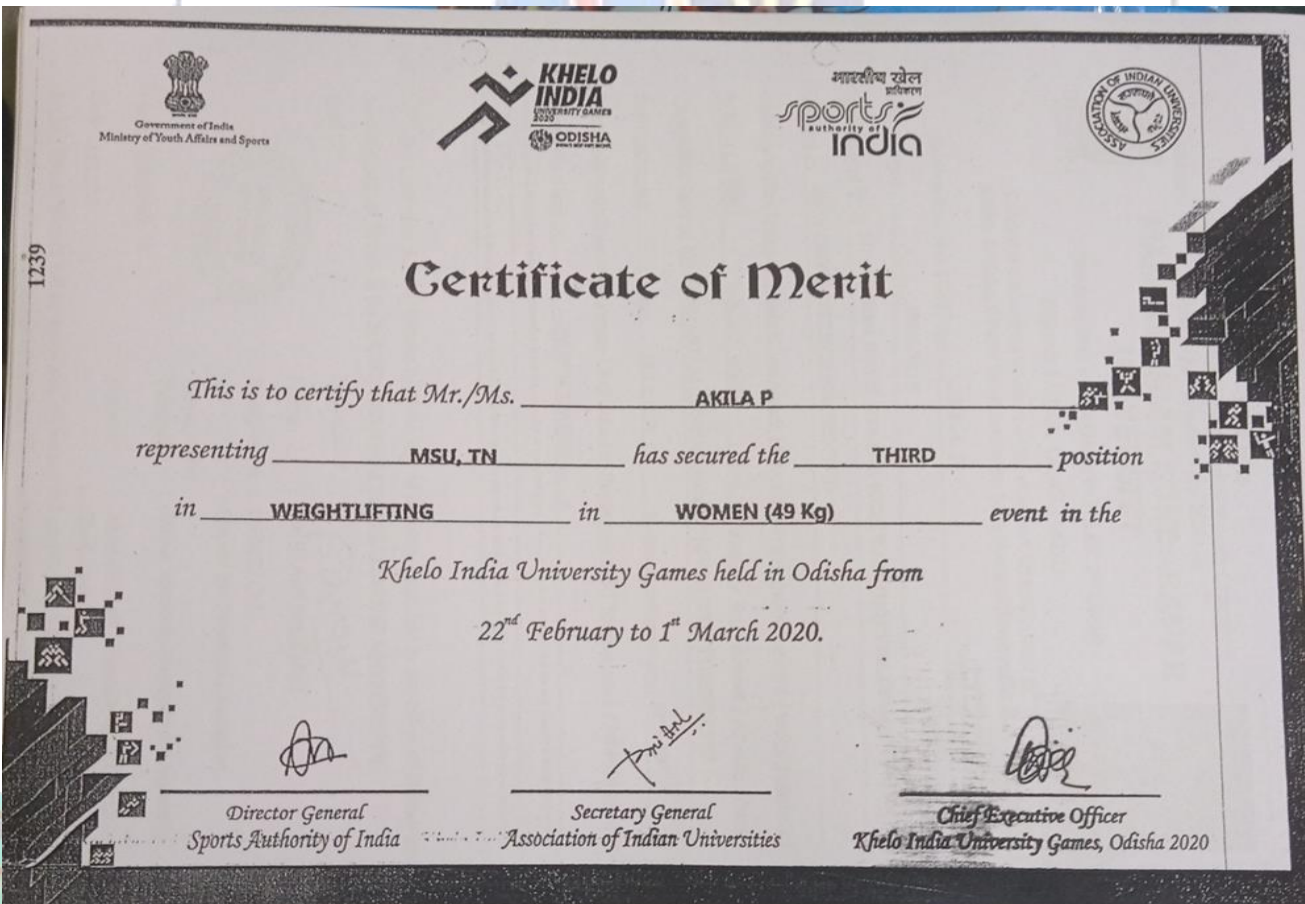 Government of India
Ministry of Youth Affairs and Sports
KHELO
INDIA
UNIVERSITY GAMES
2020
ODISHA
भारतीय खेल
प्राधिकरण
sports
authority of
india
ASSOCIATION OF INDIAN UNIVERSITIES
1239
Certificate of Merit
This is to certify that Mr./Ms. AKILA P
representing MSU, TN has secured the THIRD position
in WEIGHTLIFTING in WOMEN (49 Kg) event in the
Khelo India University Games held in Odisha from
22nd February to 1st March 2020.
Director General
Sports Authority of India
Secretary General
Association of Indian Universities
Chief Executive Officer
Khelo India University Games, Odisha 2020